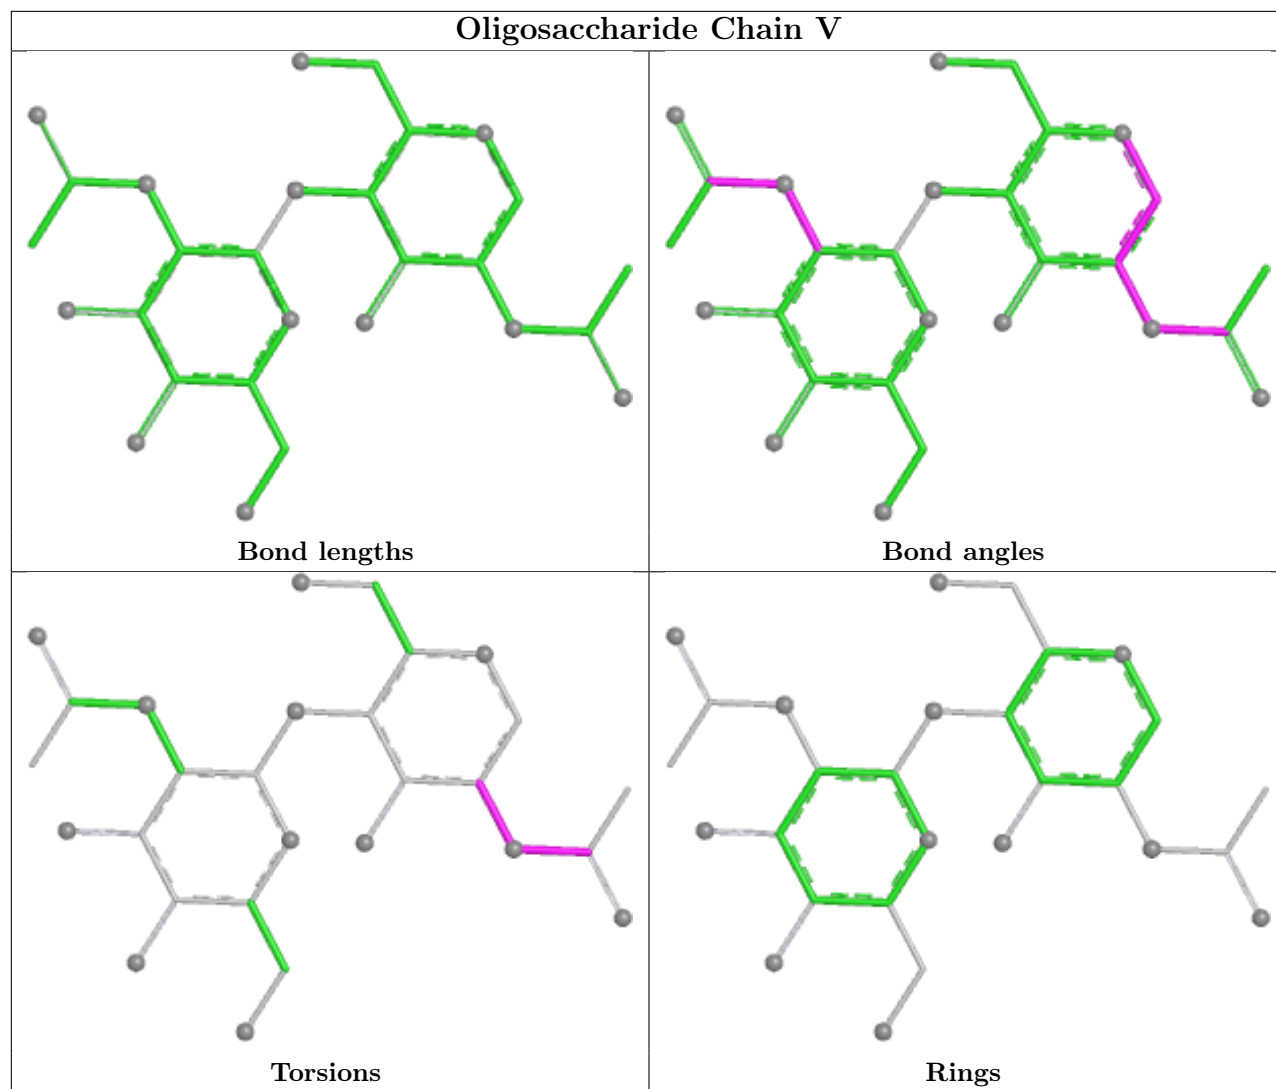 Oligosaccharide Chain V
Bond lengths
Bond angles
Torsions
Rings